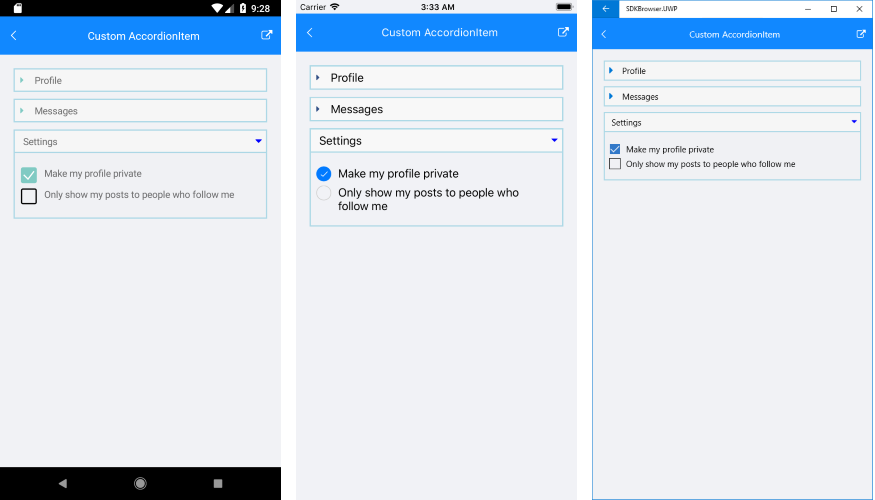 9:28
Custom AccordionItem
Profile
Messages
Settings
Make my profile private
Only show my posts to people who follow me
Carrier 3:33 AM
Custom AccordionItem
Profile
Messages
Settings
Make my profile private
Only show my posts to people who
follow me
SDKBrowser.UWP
Custom AccordionItem
Profile
Messages
Settings
Make my profile private
Only show my posts to people who follow me